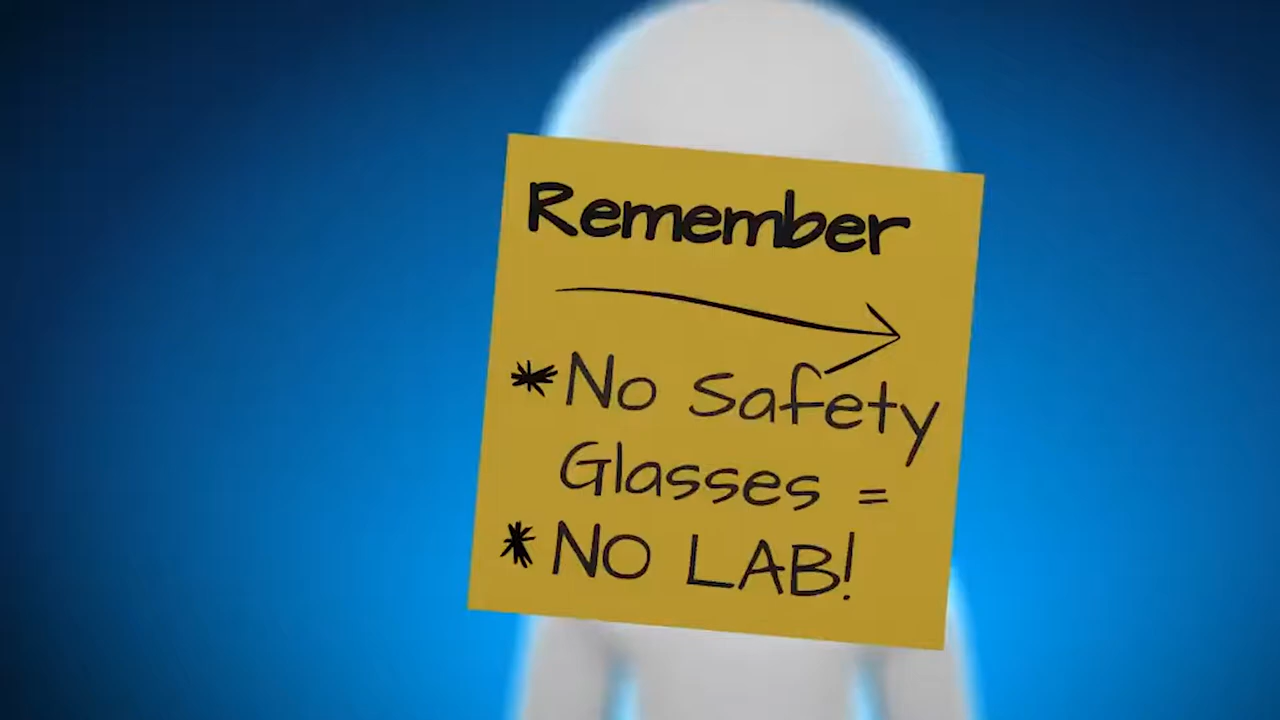 Remember
*No Safety
Glasses =
*NO LAB!